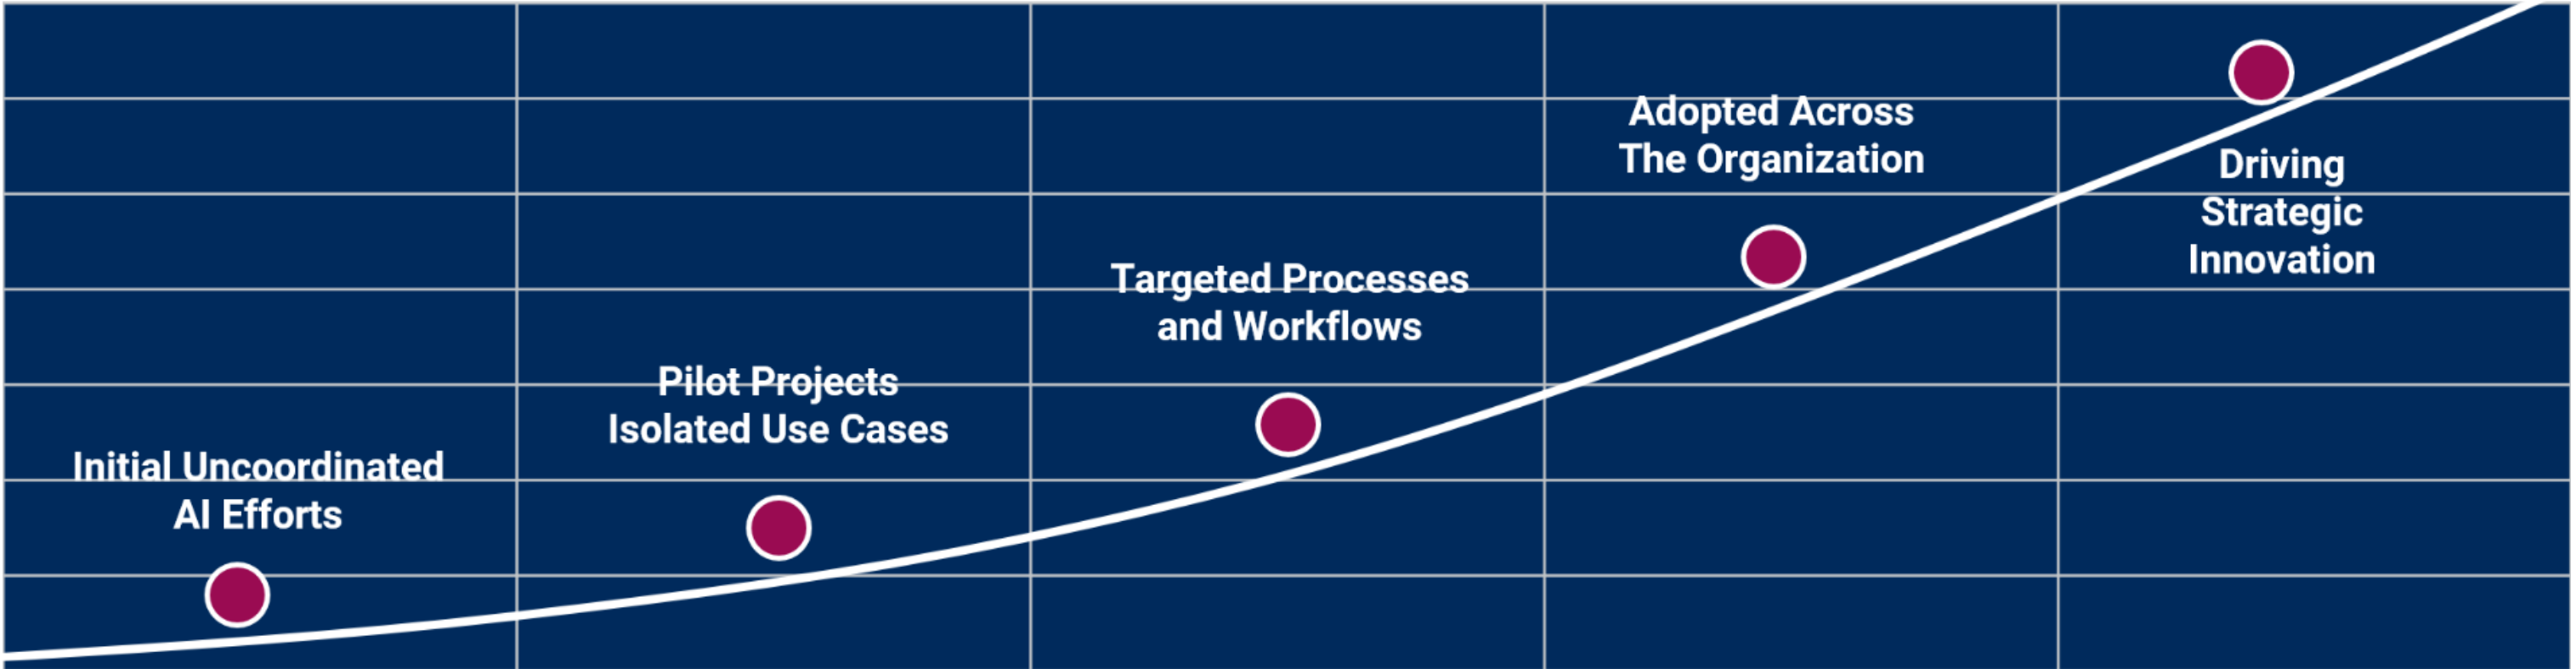 Initial Uncoordinated
AI Efforts
Pilot Projects
Isolated Use Cases
Targeted Processes
and Workflows
Adopted Across
The Organization
Driving
Strategic
Innovation